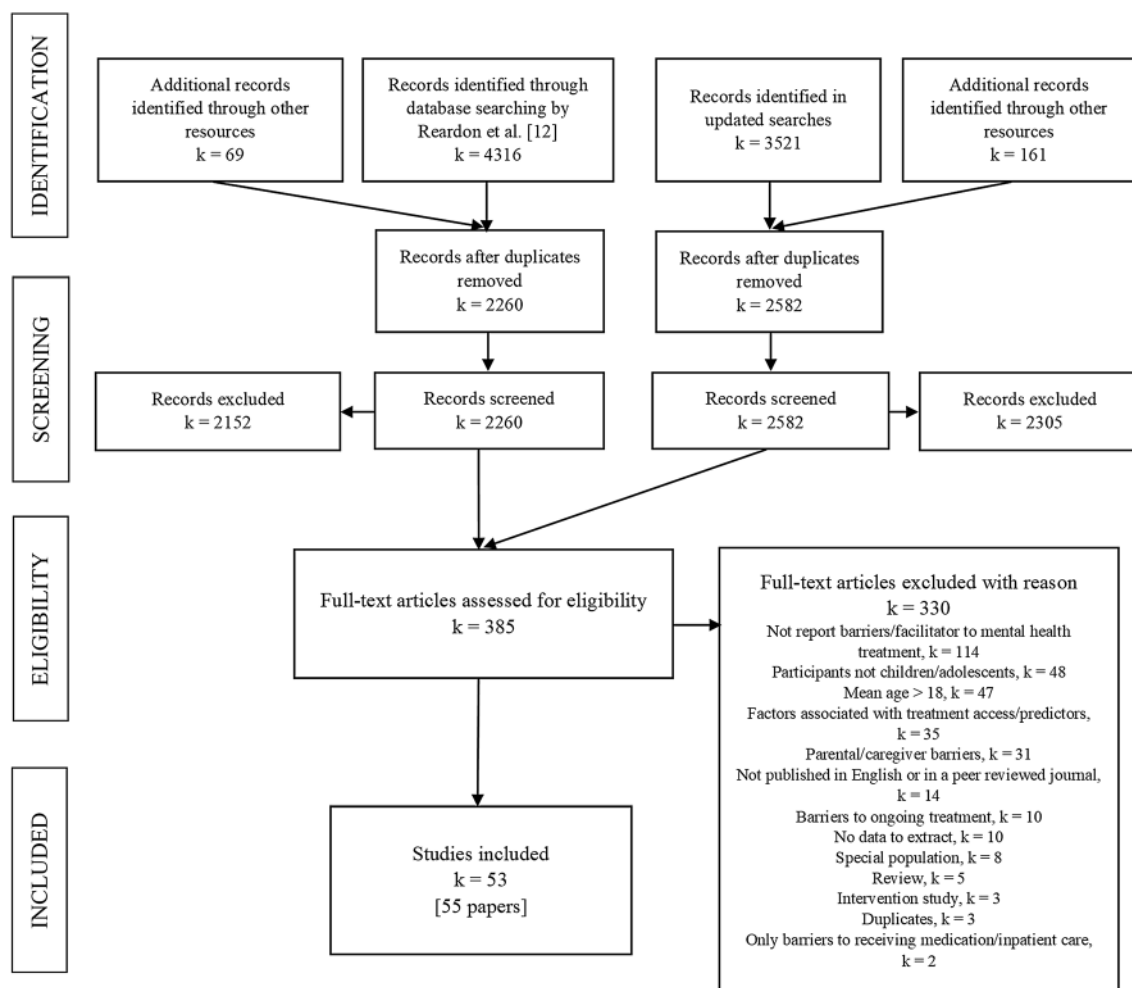 IDENTIFICATION
Additional records
identified through other
resources
k = 69
Records identified through
database searching by
Reardon et al. [12]
k = 4316
Records identified in
updated searches
k = 3521
Additional records
identified through other
resources
k = 161
Records after duplicates
removed
k = 2260
Records after duplicates
removed
k = 2582
SCREENING
Records excluded
k = 2152
Records screened
k = 2260
Records screened
k = 2582
Records excluded
k = 2305
ELIGIBILITY
Full-text articles assessed for eligibility
k = 385
Full-text articles excluded with reason
k = 330
Not report barriers/facilitator to mental health
treatment, k = 114
Participants not children/adolescents, k = 48
Mean age > 18, k = 47
Factors associated with treatment access/predictors,
k = 35
Parental/caregiver barriers, k = 31
Not published in English or in a peer reviewed journal,
k = 14
Barriers to ongoing treatment, k = 10
No data to extract, k = 10
Special population, k = 8
Review, k = 5
Intervention study, k = 3
Duplicates, k = 3
Only barriers to receiving medication/inpatient care,
k = 2
INCLUDED
Studies included
k = 53
[55 papers]